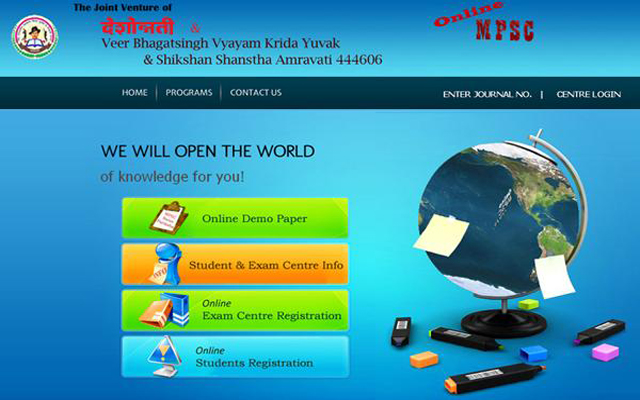 The Joint Venture of
देशोन्नती &
Veer Bhagatsingh Vyayam Krida Yuvak
& Shikshan Shanstha Amravati 444606
Online
MPSC
HOME
PROGRAMS
CONTACT US
ENTER JOURNAL NO. |
CENTRE LOGIN
WE WILL OPEN THE WORLD
of knowledge for you!
Online Demo Paper
INFO
Student & Exam Centre Info
Online
Exam Centre Registration
Online
Students Registration